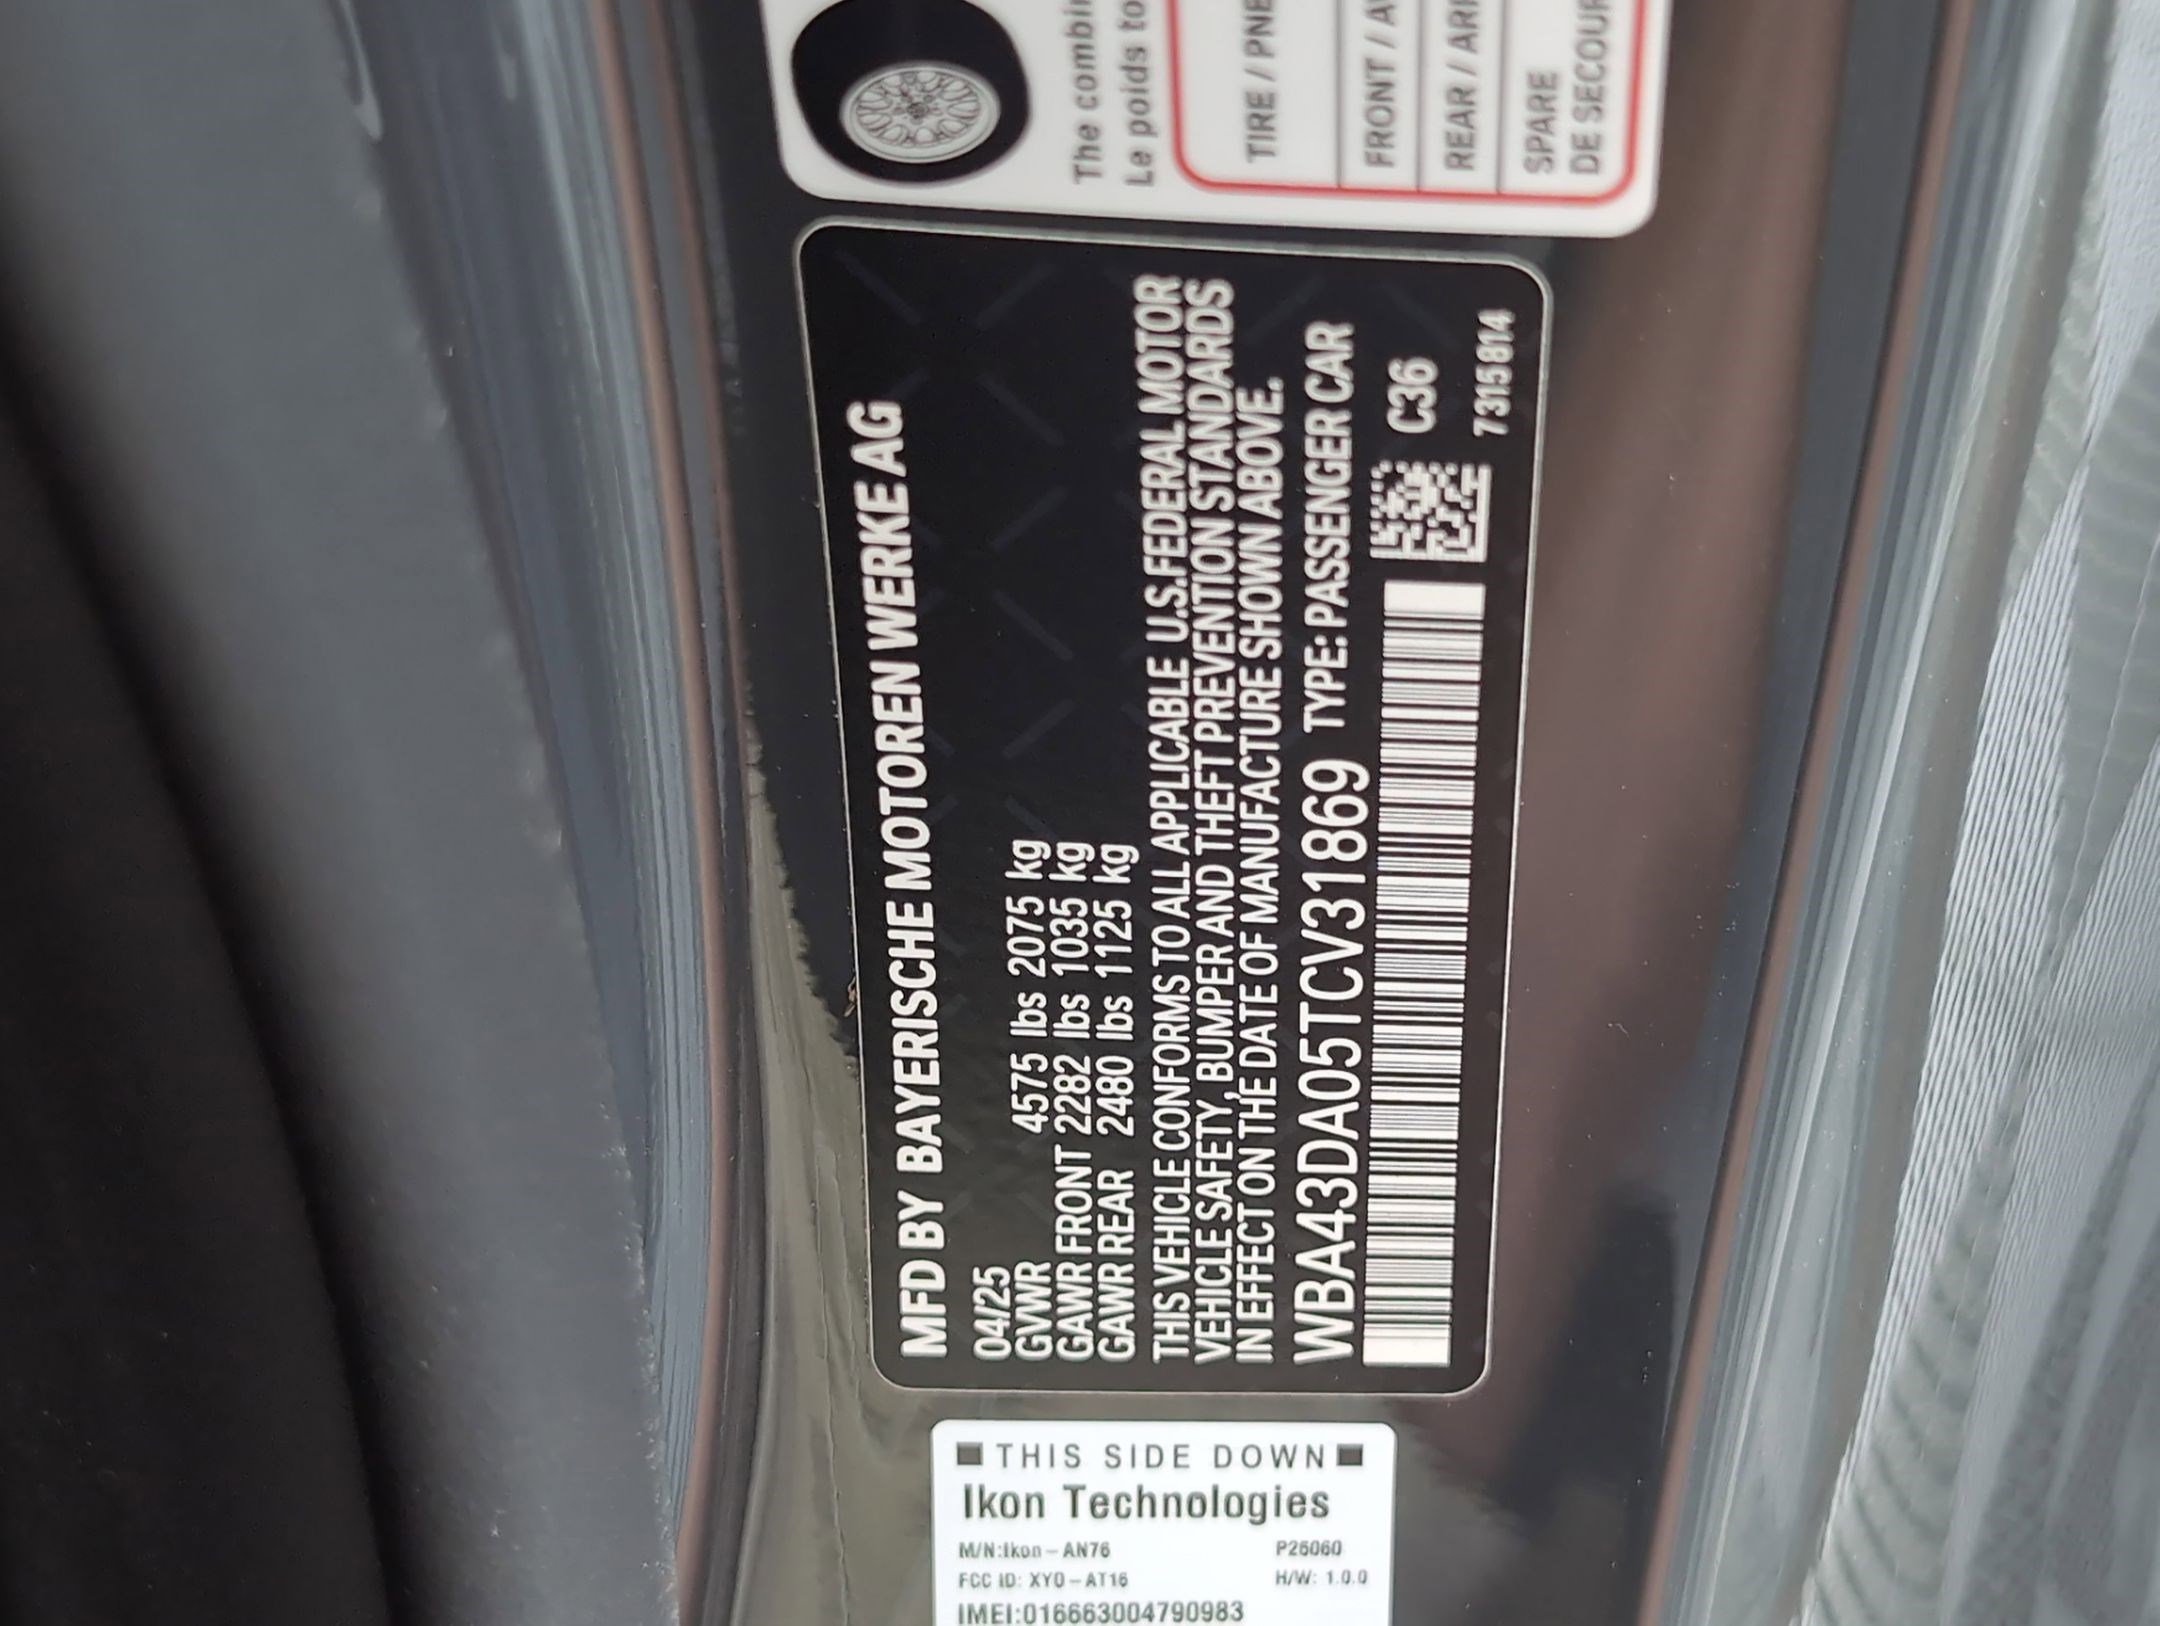 MFD BY BAYERISCHE MOTOREN WERKE AG
04/25
GVWR 4575 lbs 2075 kg
GAWR FRONT 2282 lbs 1035 kg
GAWR REAR 2480 lbs 1125 kg
THIS VEHICLE CONFORMS TO ALL APPLICABLE U.S.FEDERAL MOTOR
VEHICLE SAFETY, BUMPER AND THEFT PREVENTION STANDARDS
IN EFFECT ON THE DATE OF MANUFACTURE SHOWN ABOVE.
WBA43DA05TCV31869 TYPE: PASSENGER CAR
C36
7315814
The combin
Le poids to
TIRE / PNE
FRONT / AV
REAR / ARR
SPARE
DE SECOUR
THIS SIDE DOWN
Ikon Technologies
M/N:Ikon-AN76 P26060
FCC ID: XYO-AT16 H/W: 1.0.0
IMEI:016663004790983